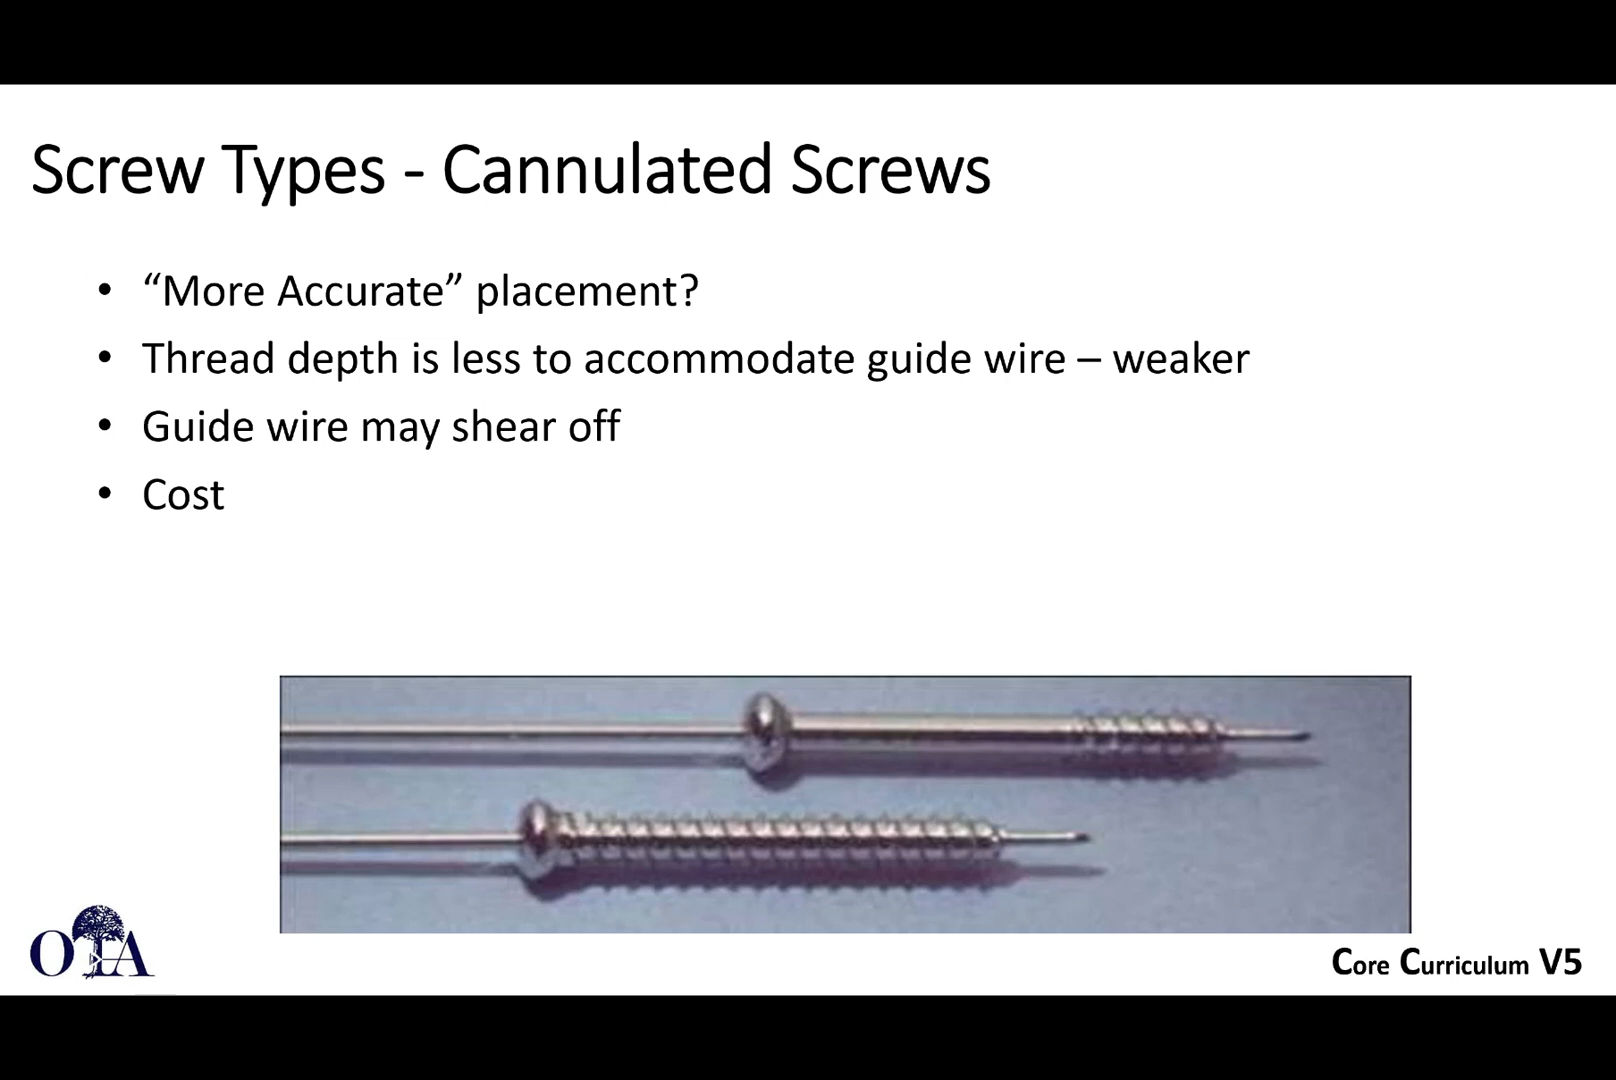 Screw Types - Cannulated Screws
• “More Accurate” placement?
• Thread depth is less to accommodate guide wire – weaker
• Guide wire may shear off
• Cost
OTA
Core Curriculum V5